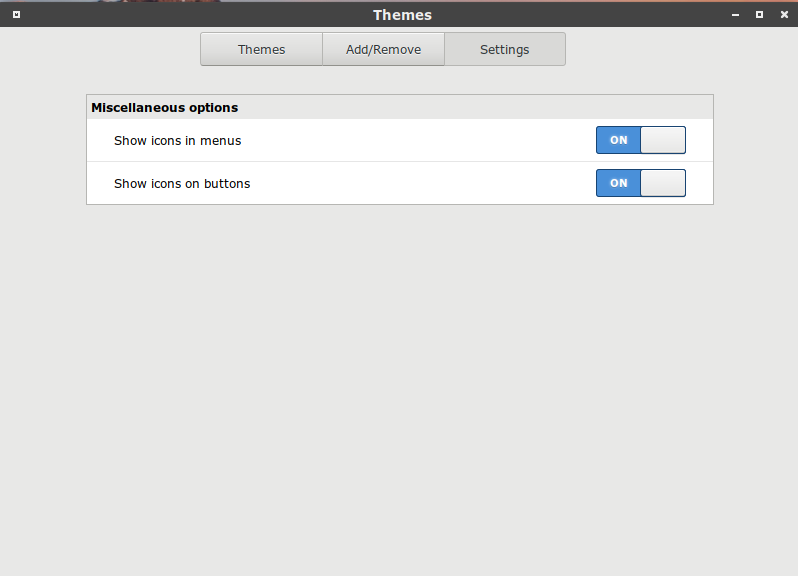 Themes
Themes Add/Remove Settings
Miscellaneous options
Show icons in menus ON
Show icons on buttons ON